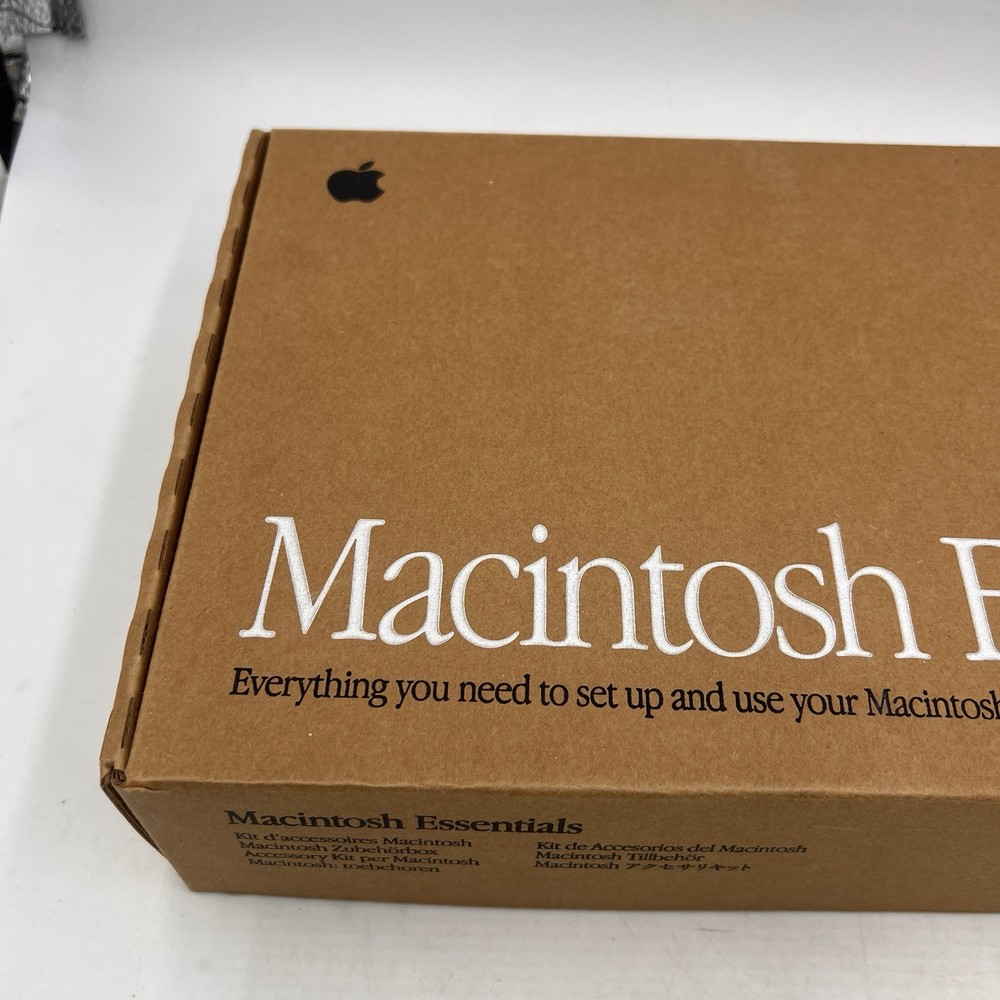 Macintosh E
Everything you need to set up and use your Macintosh
Macintosh Essentials
Kit d'accessoires Macintosh
Macintosh Zubehörbox
Accessory Kit per Macintosh
Macintosh: toebehoren
Kit de Accesorios del Macintosh
Macintosh Tillbehör
Macintosh アクセサリキット